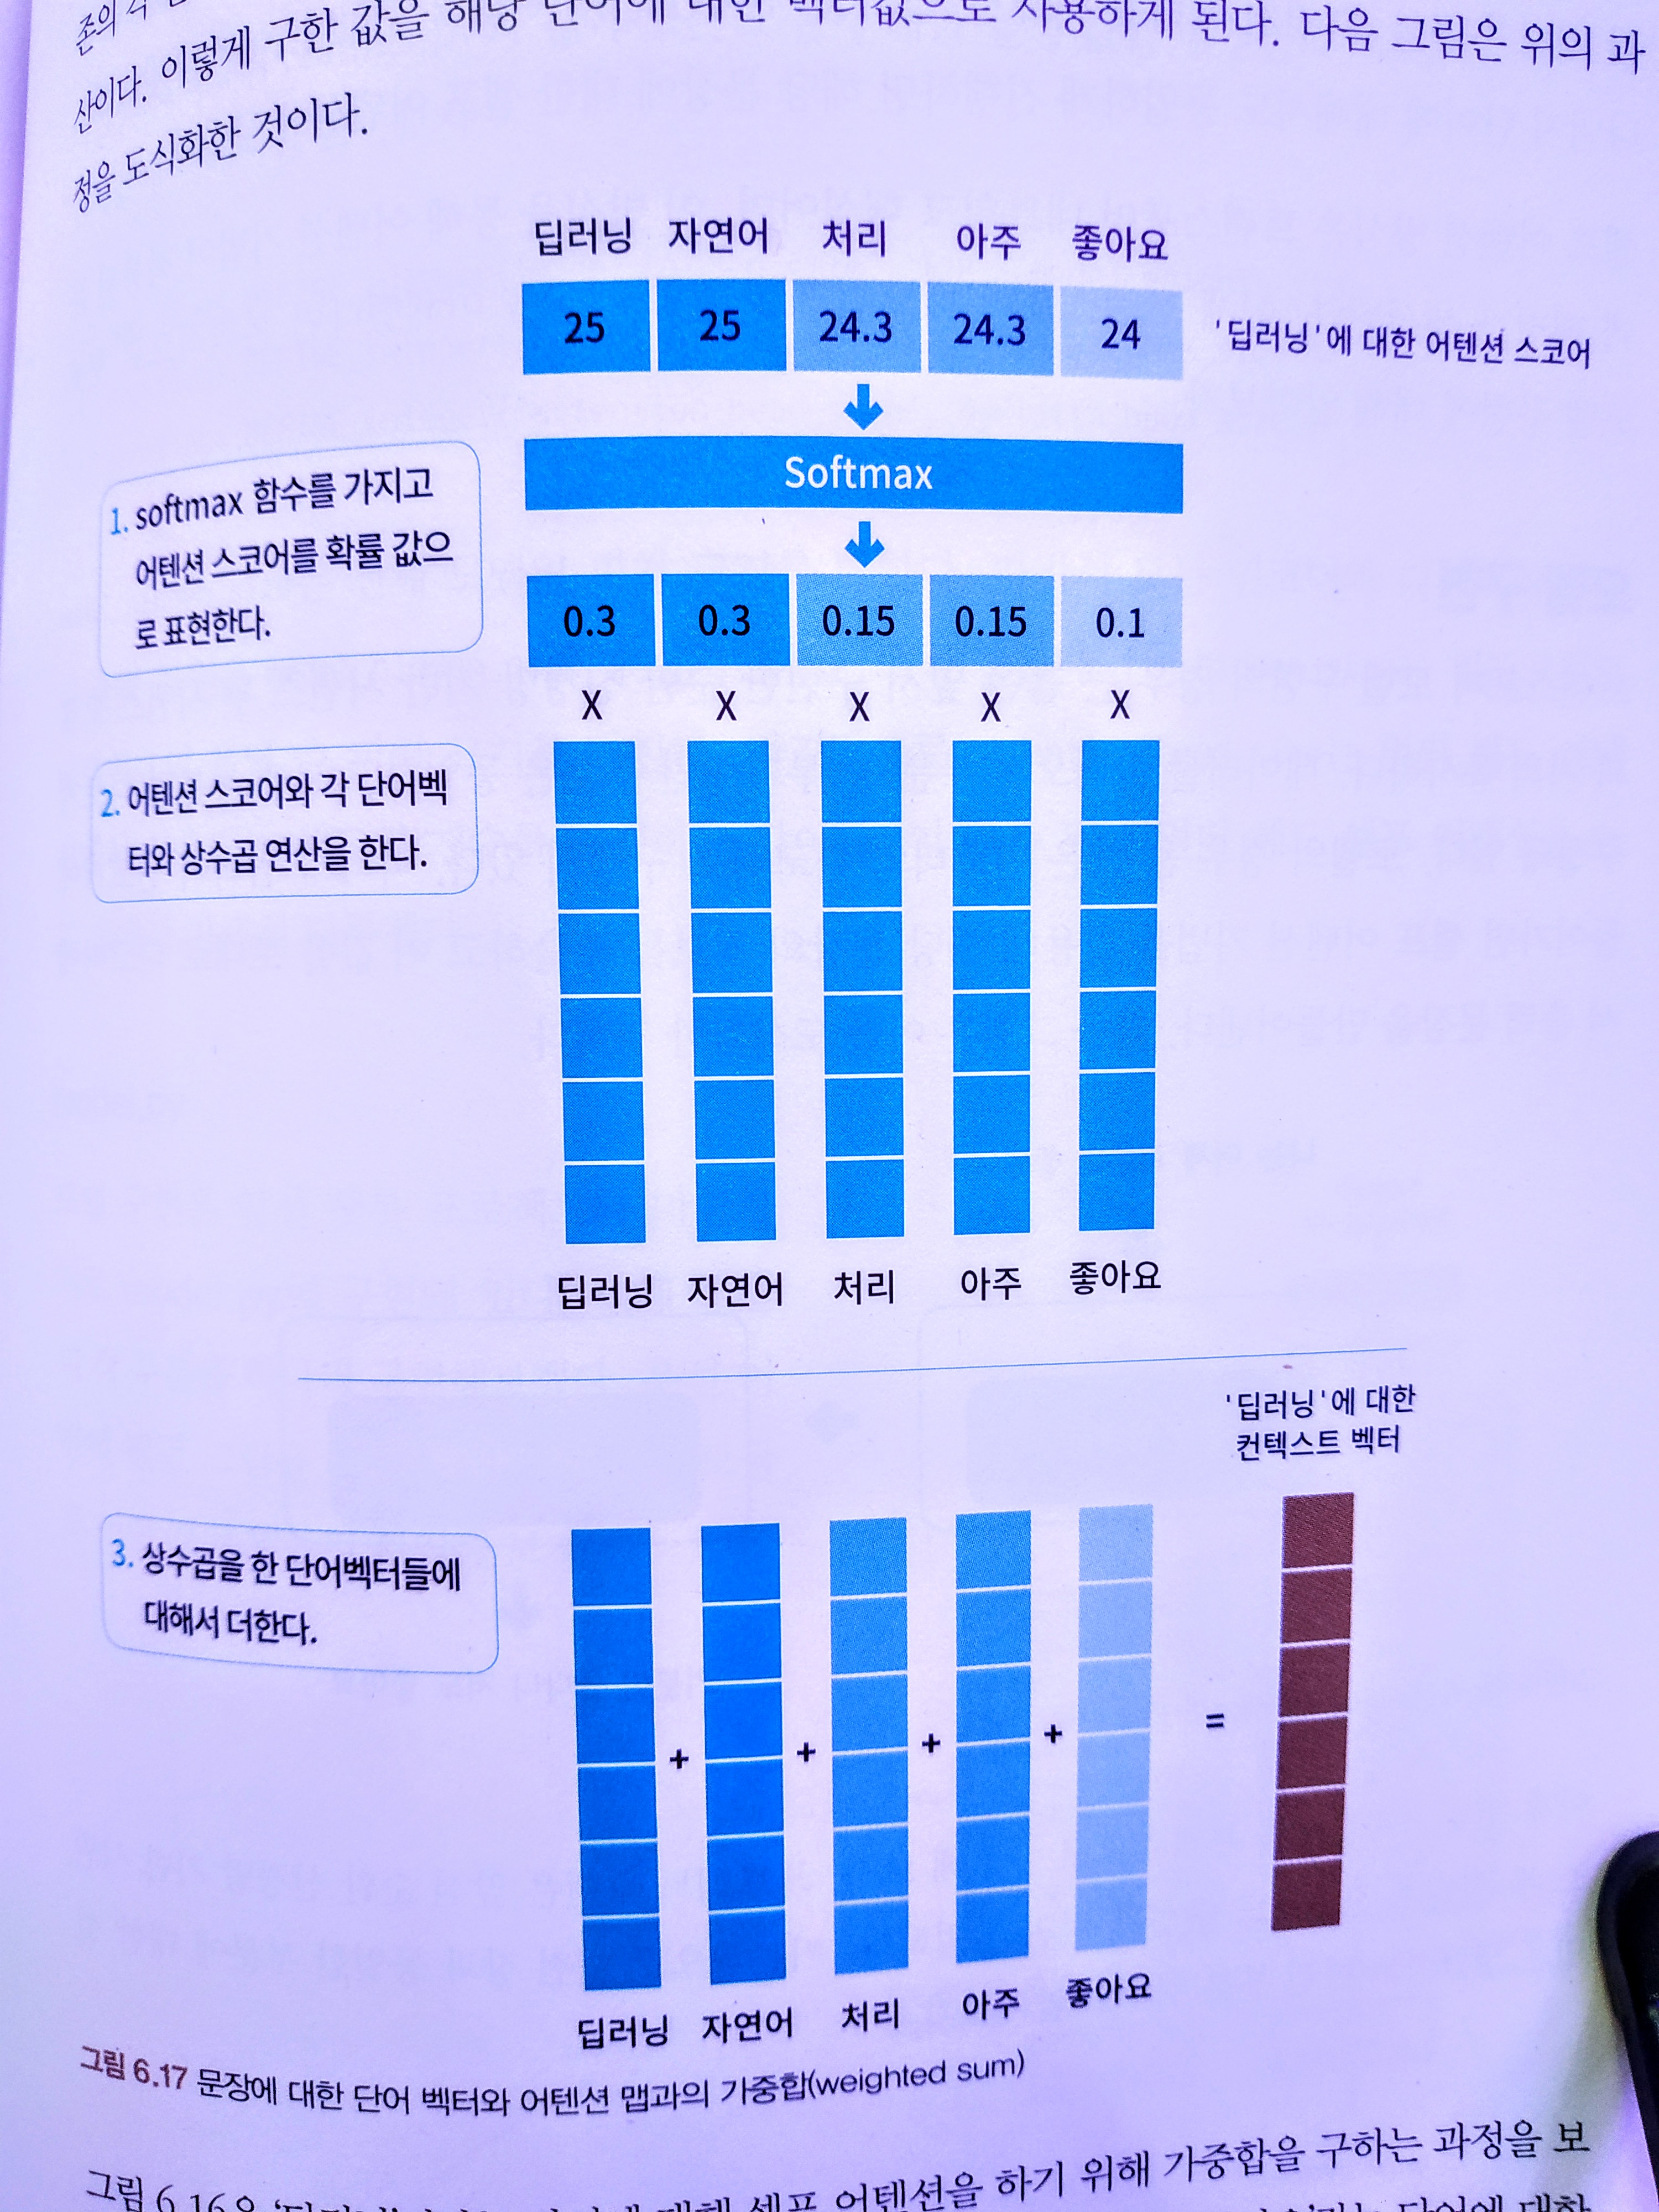 존의 각
산이다. 이렇게 구한 값을 해당 단어에 대한 벡터값으로 사용하게 된다. 다음 그림은 위의 과
정을 도식화한 것이다.
딥러닝 자연어 처리 아주 좋아요
25 25 24.3 24.3 24 '딥러닝'에 대한 어텐션 스코어
Softmax
1. softmax 함수를 가지고
어텐션 스코어를 확률 값으
로 표현한다.
0.3 0.3 0.15 0.15 0.1
X X X X X
2. 어텐션 스코어와 각 단어벡
터와 상수곱 연산을 한다.
딥러닝 자연어 처리 아주 좋아요
'딥러닝'에 대한
컨텍스트 벡터
3. 상수곱을 한 단어벡터들에
대해서 더한다.
+ + + + =
딥러닝 자연어 처리 아주 좋아요
그림 6.17 문장에 대한 단어 벡터와 어텐션 맵과의 가중합(weighted sum)
그림 6.16은 대해 셀프 어텐션을 하기 위해 가중합을 구하는 과정을 보
단어에 대한